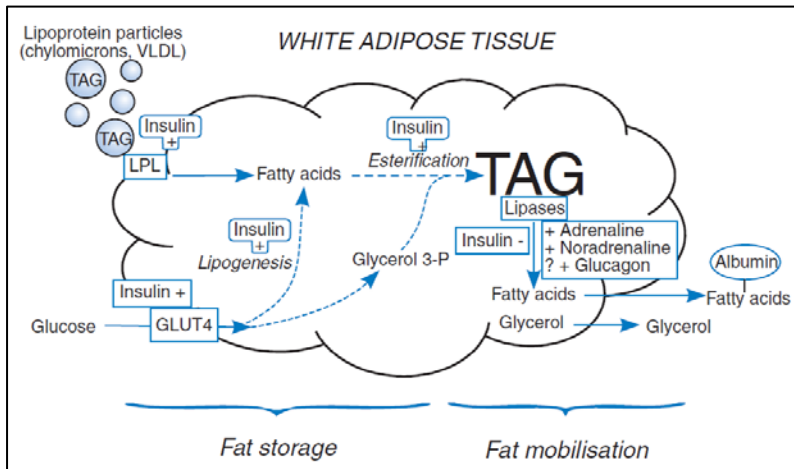 Lipoprotein particles
(chylomicrons, VLDL)
WHITE ADIPOSE TISSUE
TAG
TAG
Insulin
+
LPL
Fatty acids
Insulin
+
Esterification
TAG
Lipases
Insulin -
+ Adrenaline
+ Noradrenaline
? + Glucagon
Insulin
+
Lipogenesis
Glycerol 3-P
Albumin
Insulin +
Glucose
GLUT4
Fatty acids
Fatty acids
Glycerol
Glycerol
Fat storage
Fat mobilisation